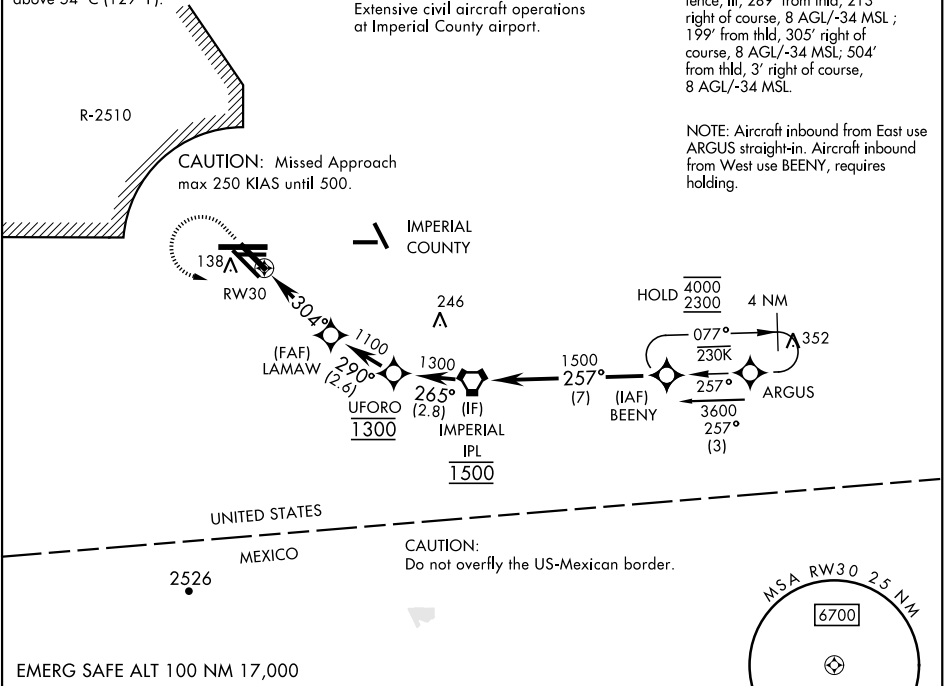 above 54°C (129°F).
Extensive civil aircraft operations
at Imperial County airport.
right of course, 8 AGL/-34 MSL ;
199' from thld, 305' right of
course, 8 AGL/-34 MSL; 504'
from thld, 3' right of course,
8 AGL/-34 MSL.
R-2510
NOTE: Aircraft inbound from East use
ARGUS straight-in. Aircraft inbound
from West use BEENY, requires
holding.
CAUTION: Missed Approach
max 250 KIAS until 500.
IMPERIAL
COUNTY
138
RW30
304°
246
HOLD 4000
2300
4 NM
077°
230K
352
(FAF)
LAMAW
1100
290°
(2.6)
1300
265°
(2.8)
UFORO
1300
(IF)
IMPERIAL
IPL
1500
1500
257°
(7)
(IAF)
BEENY
257°
ARGUS
3600
257°
(3)
UNITED STATES
MEXICO
CAUTION:
Do not overfly the US-Mexican border.
2526
MSA RW30 25 NM
6700
EMERG SAFE ALT 100 NM 17,000